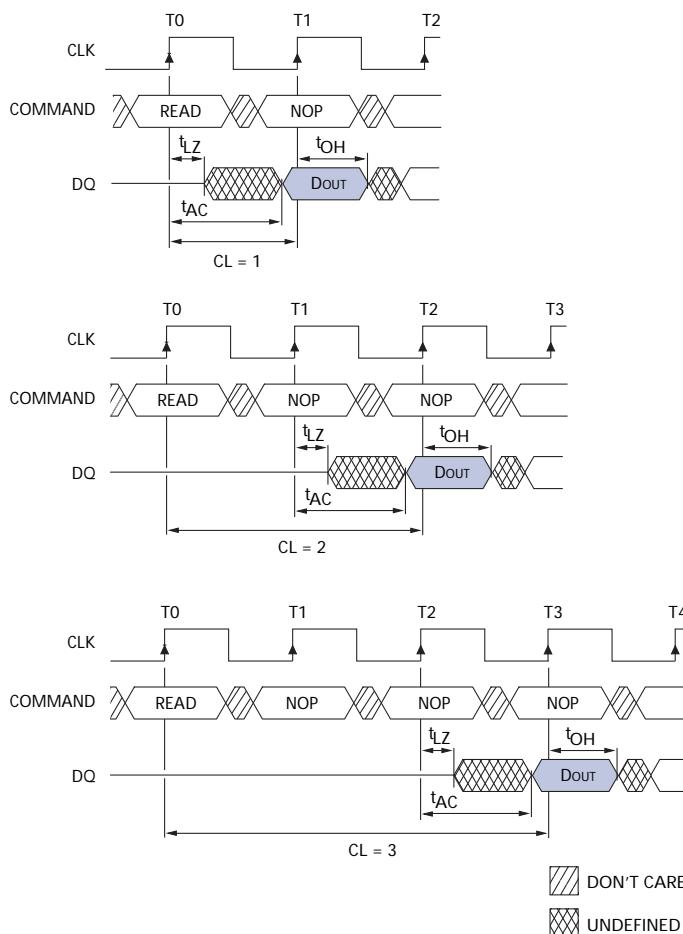 T0 T1 T2
CLK
COMMAND READ NOP
tLZ tOH
DQ DOUT
tAC
CL = 1
T0 T1 T2 T3
CLK
COMMAND READ NOP NOP
tLZ tOH
DQ DOUT
tAC
CL = 2
T0 T1 T2 T3 T4
CLK
COMMAND READ NOP NOP NOP
tLZ tOH
DQ DOUT
tAC
CL = 3
DON'T CARE
UNDEFINED